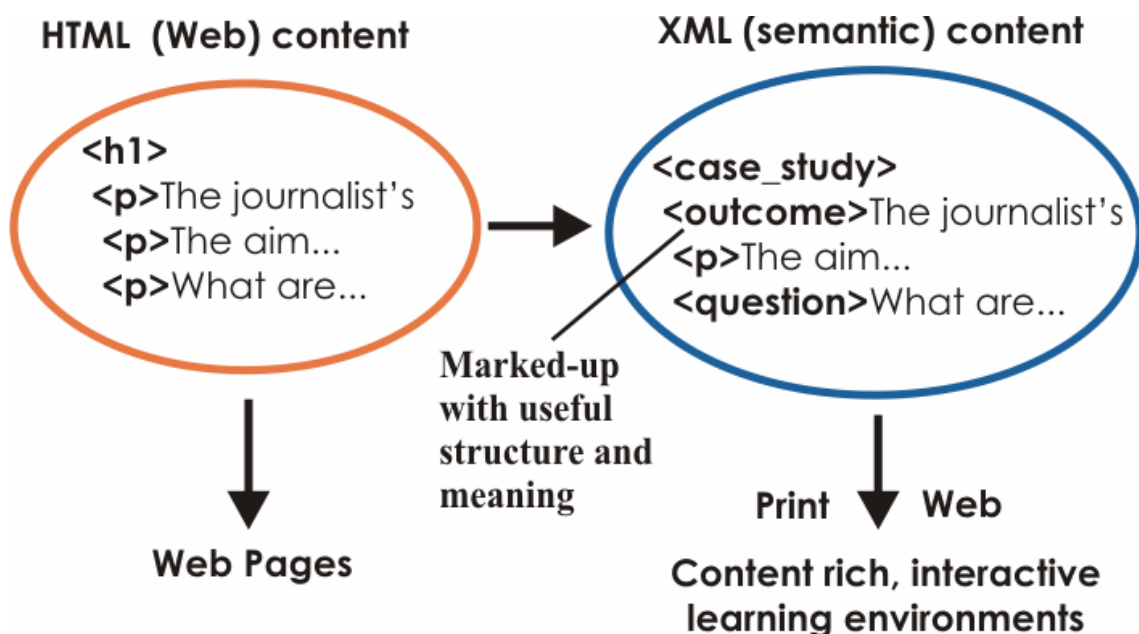 HTML (Web) content
<h1>
<p>The journalist's
<p>The aim...
<p>What are...
Web Pages
XML (semantic) content
<case_study>
<outcome>The journalist's
<p>The aim...
<question>What are...
Marked-up
with useful
structure and
meaning
Print Web
Content rich, interactive
learning environments